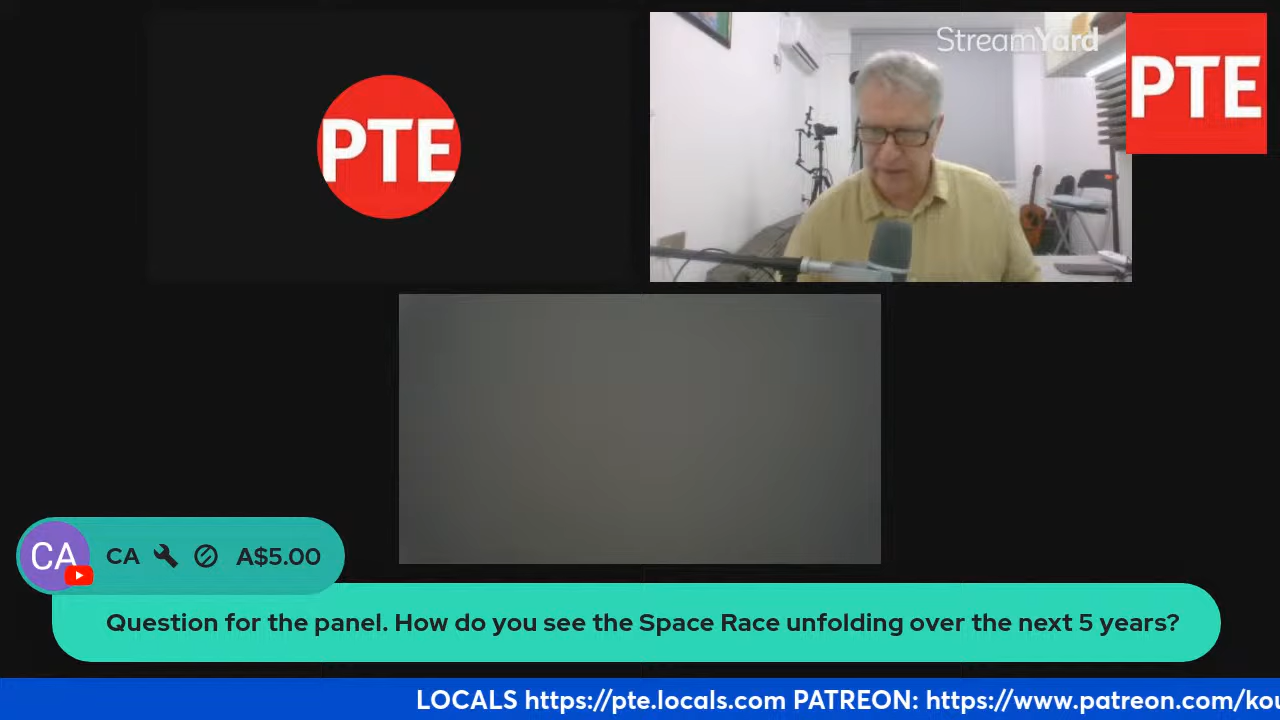 PTE
StreamYard
PTE
CA
CA A$5.00
Question for the panel. How do you see the Space Race unfolding over the next 5 years?
LOCALS https://pte.locals.com PATREON: https://www.patreon.com/kou